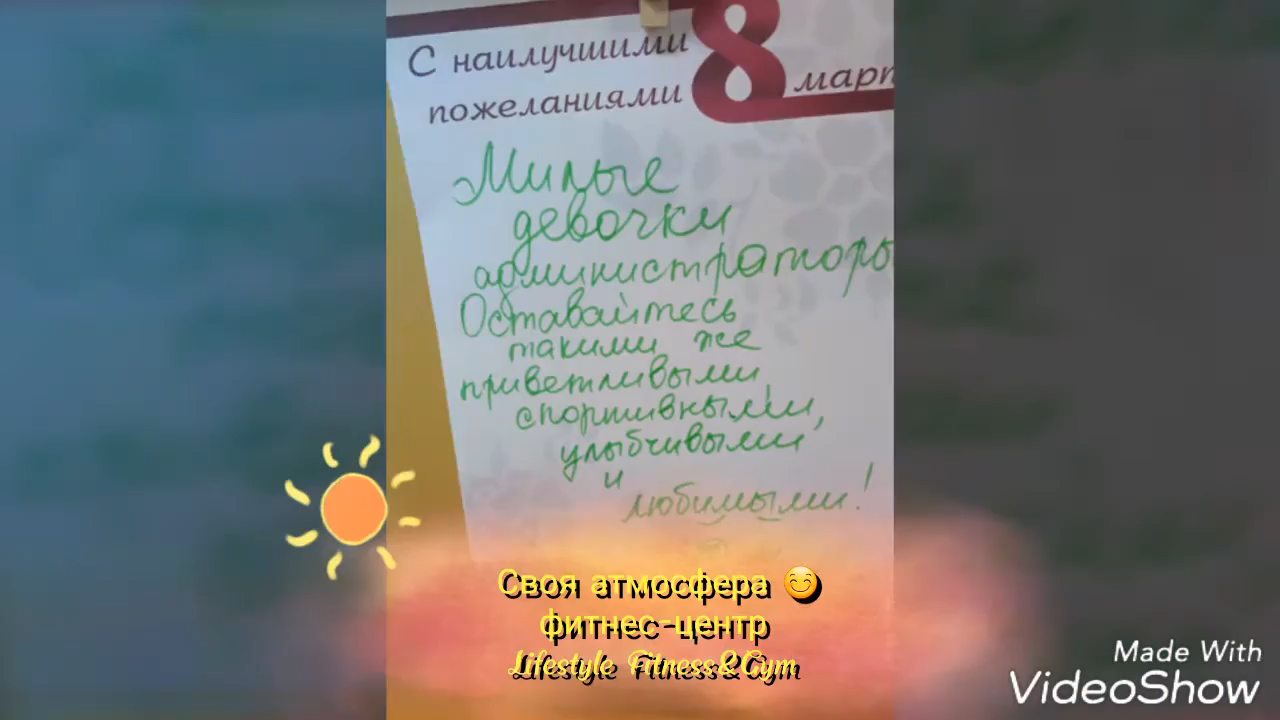 С наилучшими
пожеланиями
8 март
Милые
девочки
администраторы
Оставайтесь
такими же
приветливыми,
спортивными,
улыбчивыми
и
любимыми!
Своя атмосфера 😊
фитнес-центр
Lifestyle Fitness&Gym
Made With
VideoShow